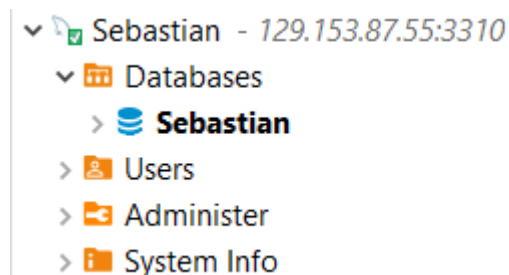 Sebastian - 129.153.87.55:3310
Databases
Sebastian
Users
Administer
System Info